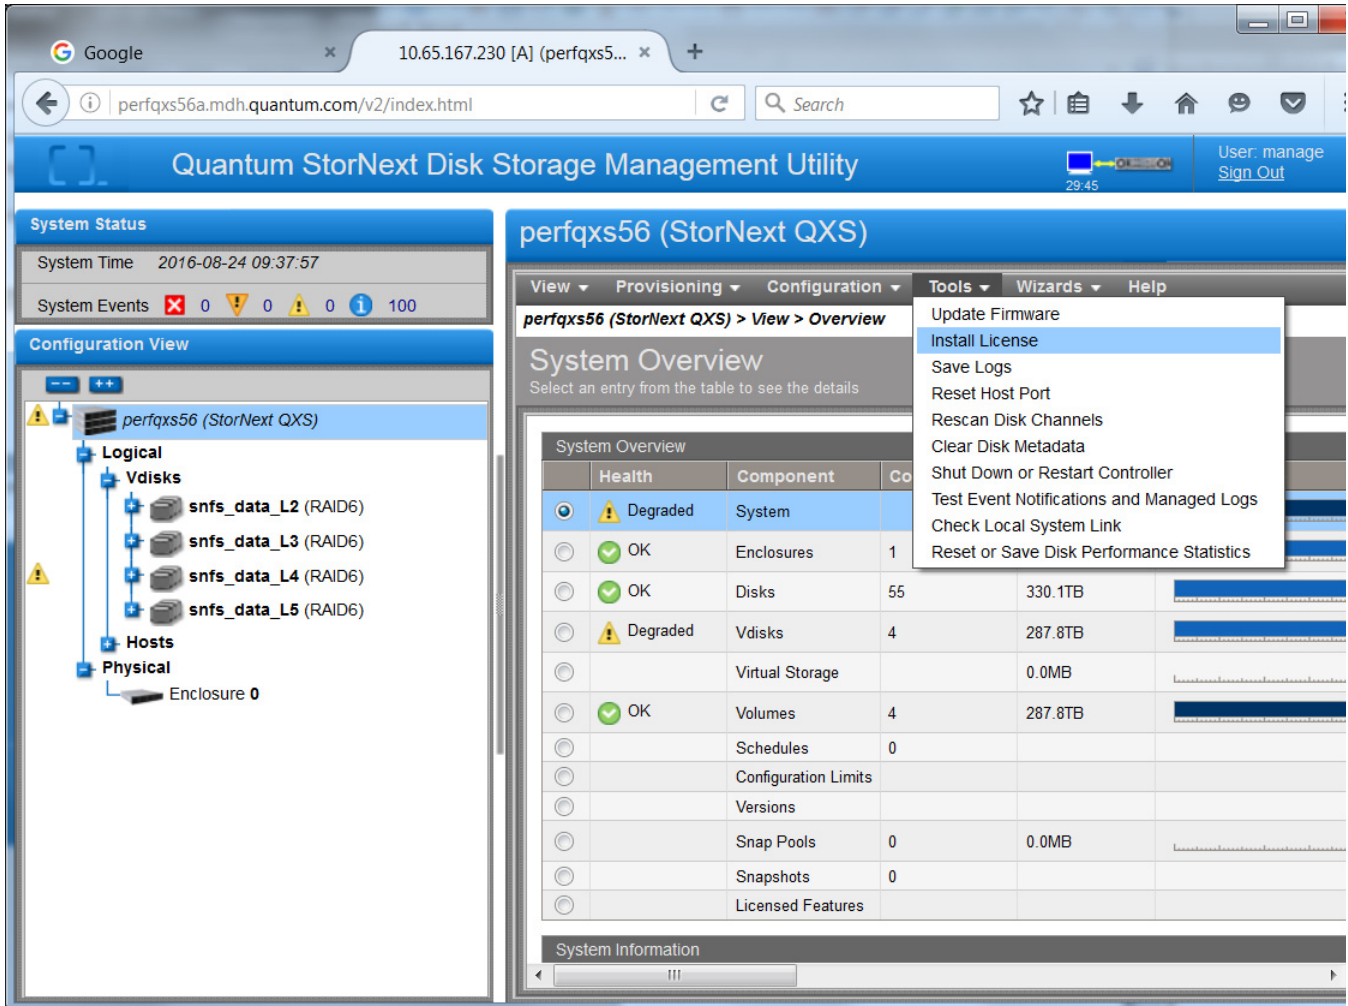 Google
10.65.167.230 [A] (perfqxs5...
perfqxs56a.mdh.quantum.com/v2/index.html
Search
Quantum StorNext Disk Storage Management Utility
29:45
User: manage
Sign Out
System Status
System Time 2016-08-24 09:37:57
System Events 0 0 0 100
Configuration View
perfqxs56 (StorNext QXS)
Logical
Vdisks
snfs_data_L2 (RAID6)
snfs_data_L3 (RAID6)
snfs_data_L4 (RAID6)
snfs_data_L5 (RAID6)
Hosts
Physical
Enclosure 0
perfqxs56 (StorNext QXS)
View Provisioning Configuration Tools Wizards Help
perfqxs56 (StorNext QXS) > View > Overview
System Overview
Select an entry from the table to see the details
Update Firmware
Install License
Save Logs
Reset Host Port
Rescan Disk Channels
Clear Disk Metadata
Shut Down or Restart Controller
Test Event Notifications and Managed Logs
Check Local System Link
Reset or Save Disk Performance Statistics
System Overview
Health Component Co
Degraded System
OK Enclosures 1
OK Disks 55 330.1TB
Degraded Vdisks 4 287.8TB
Virtual Storage 0.0MB
OK Volumes 4 287.8TB
Schedules 0
Configuration Limits
Versions
Snap Pools 0 0.0MB
Snapshots 0
Licensed Features
System Information